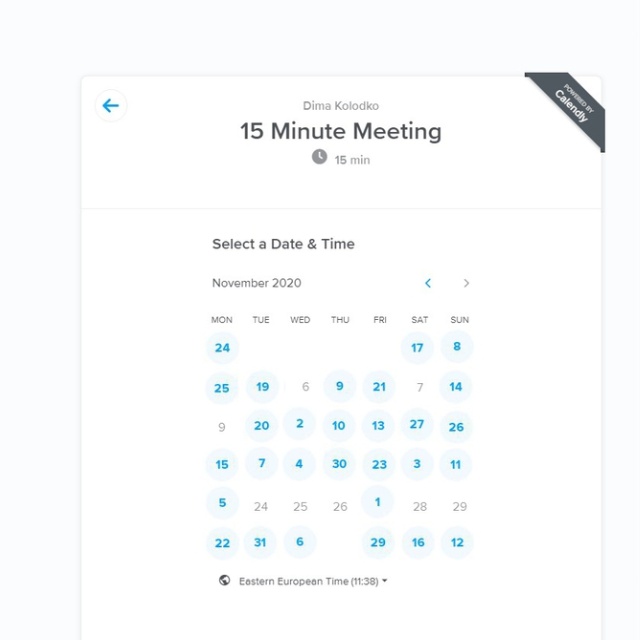 POWERED BY
Calendly
Dima Kolodko
15 Minute Meeting
15 min
Select a Date & Time
November 2020
MON TUE WED THU FRI SAT SUN
24 17 8
25 19 6 9 21 7 14
9 20 2 10 13 27 26
15 7 4 30 23 3 11
5 24 25 26 1 28 29
22 31 6 29 16 12
Eastern European Time (11:38)